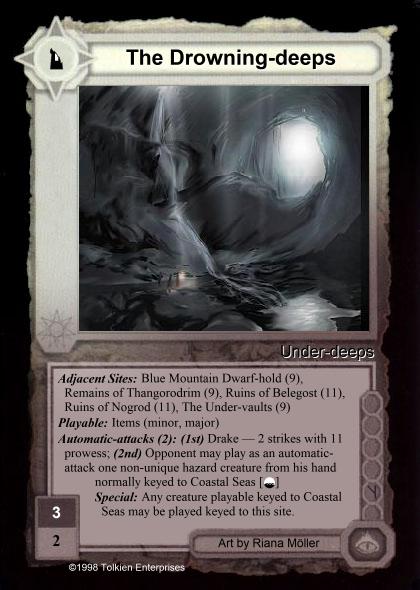 The Drowning-deeps
Under-deeps
Adjacent Sites: Blue Mountain Dwarf-hold (9),
Remains of Thangorodrim (9), Ruins of Belegost (11),
Ruins of Nogrod (11), The Under-vaults (9)
Playable: Items (minor, major)
Automatic-attacks (2): (1st) Drake — 2 strikes with 11
prowess; (2nd) Opponent may play as an automatic-
attack one non-unique hazard creature from his hand
normally keyed to Coastal Seas []
Special: Any creature playable keyed to Coastal
Seas may be played keyed to this site.
3
2
Art by Riana Möller
©1998 Tolkien Enterprises